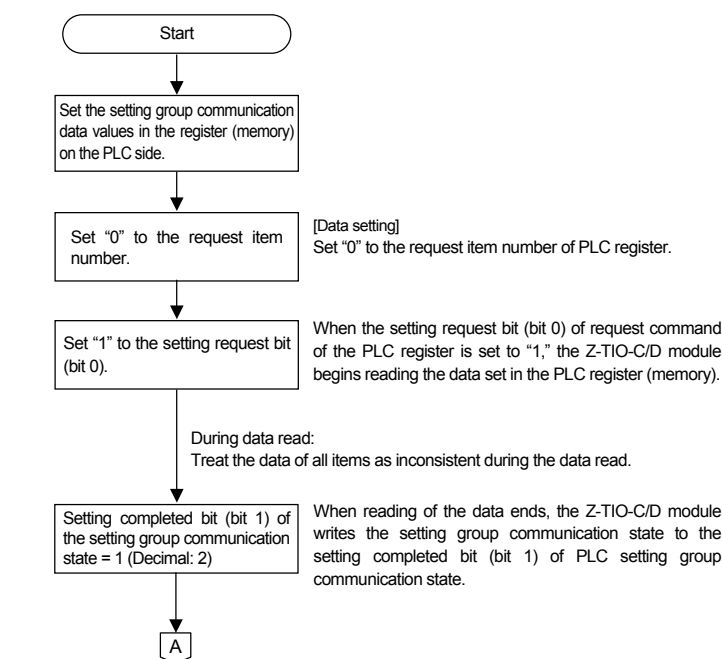 Start
Set the setting group communication
data values in the register (memory)
on the PLC side.
Set “0” to the request item
number.
[Data setting]
Set “0” to the request item number of PLC register.
Set “1” to the setting request bit
(bit 0).
When the setting request bit (bit 0) of request command
of the PLC register is set to “1,” the Z-TIO-C/D module
begins reading the data set in the PLC register (memory).
During data read:
Treat the data of all items as inconsistent during the data read.
Setting completed bit (bit 1) of
the setting group communication
state = 1 (Decimal: 2)
When reading of the data ends, the Z-TIO-C/D module
writes the setting group communication state to the
setting completed bit (bit 1) of PLC setting group
communication state.
A